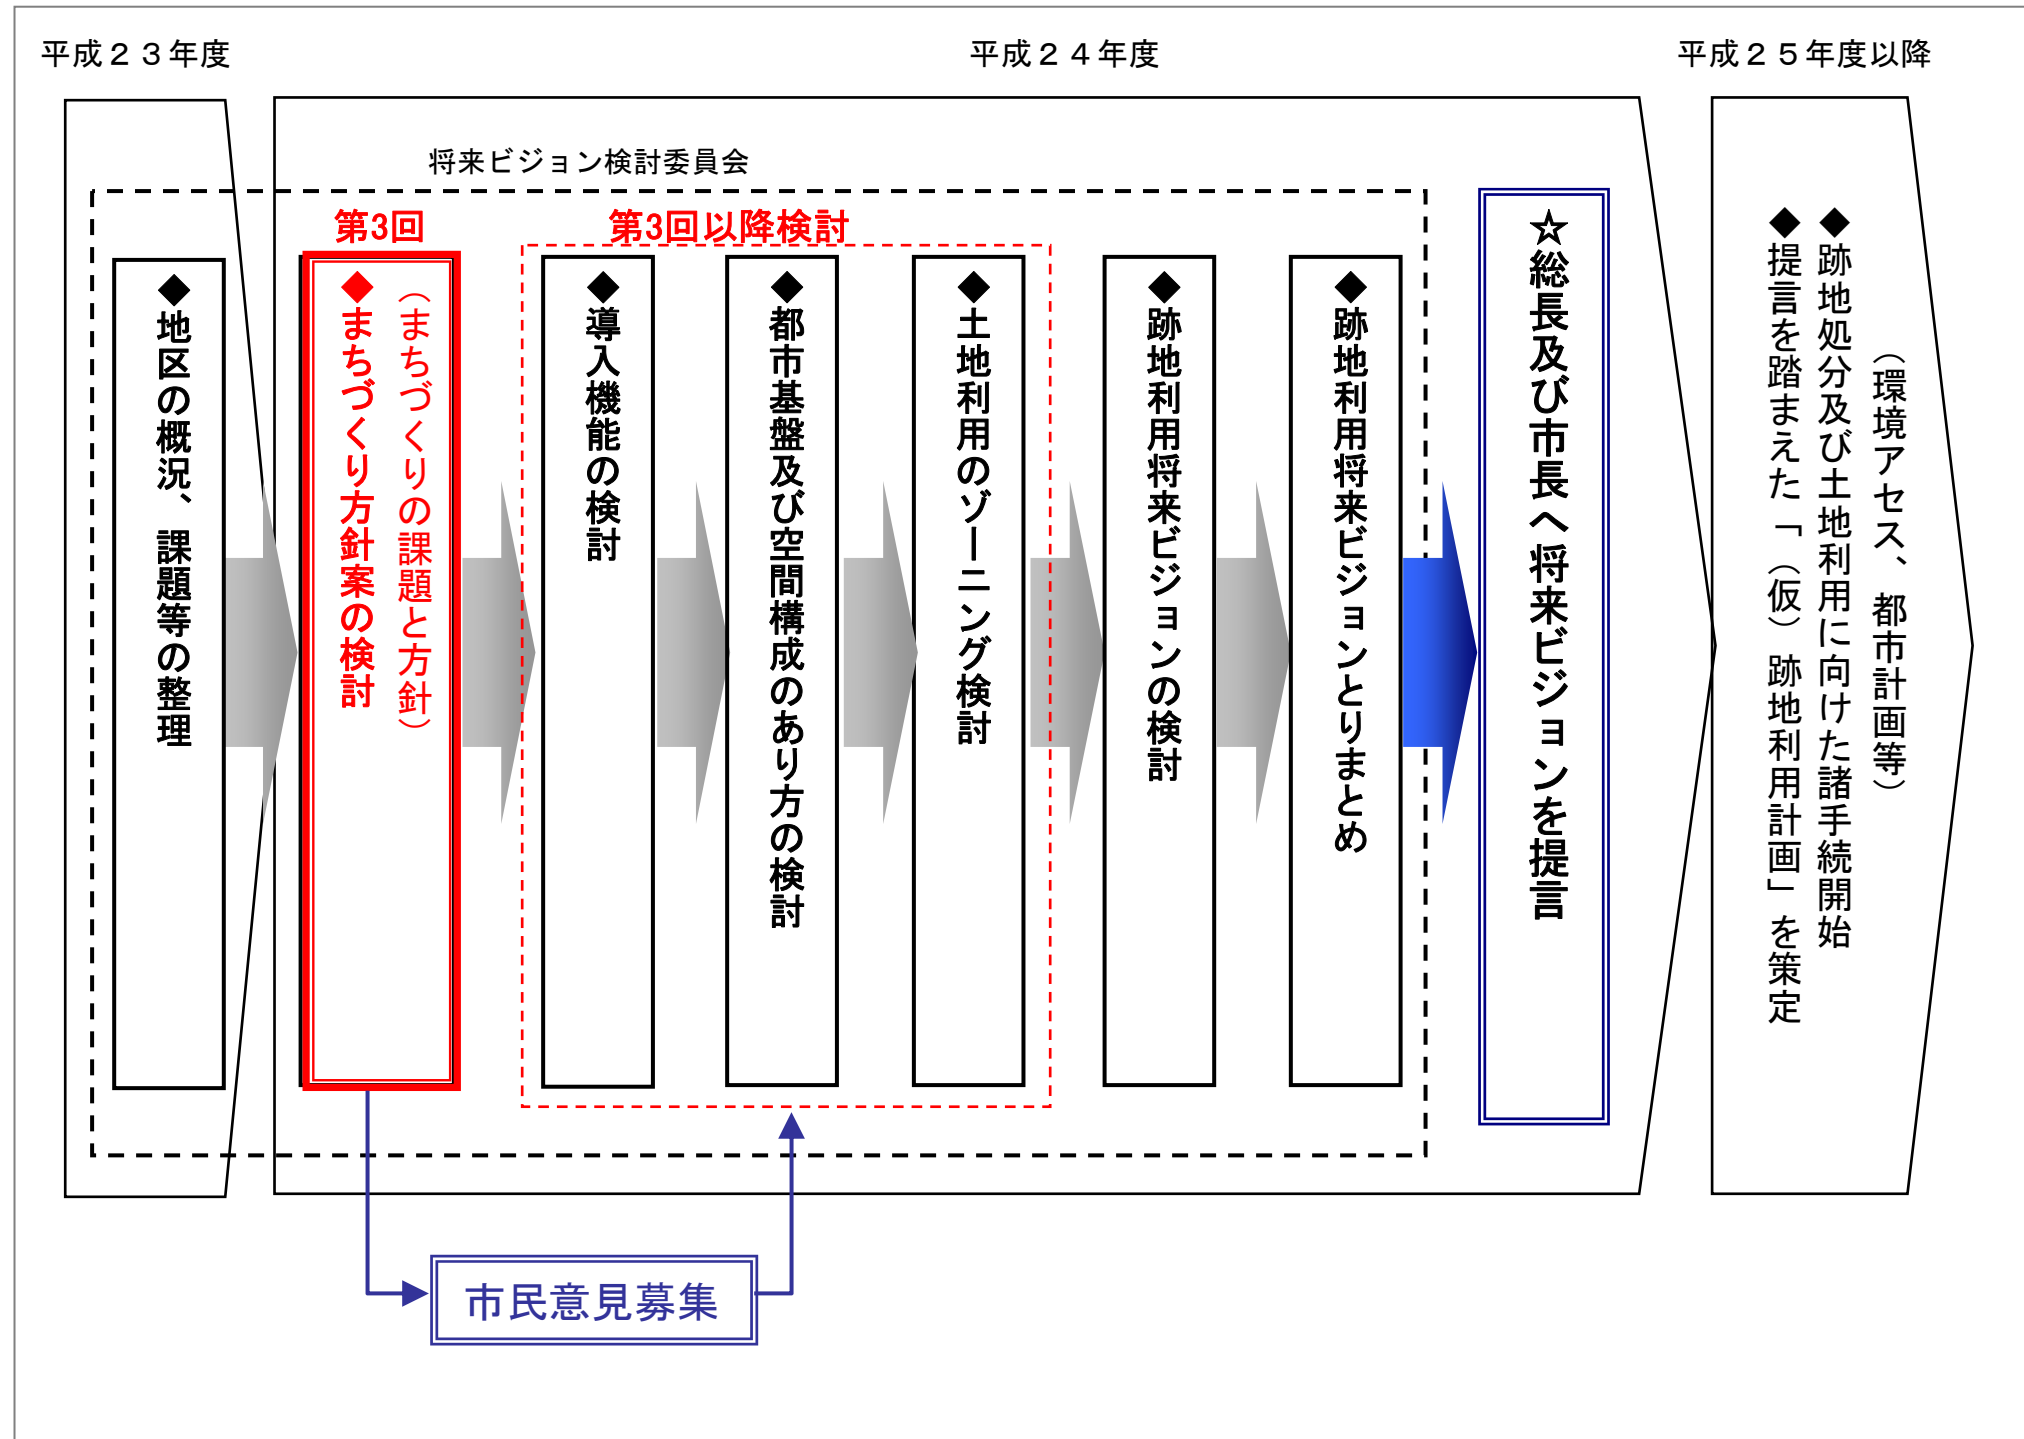 平成２３年度
平成２４年度
平成２５年度以降
将来ビジョン検討委員会
第3回
第3回以降検討
◆地区の概況、課題等の整理
◆まちづくり方針案の検討
（まちづくりの課題と方針）
◆導入機能の検討
◆都市基盤及び空間構成のあり方の検討
◆土地利用のゾーニング検討
◆跡地利用将来ビジョンの検討
◆跡地利用将来ビジョンとりまとめ
☆総長及び市長へ将来ビジョンを提言
◆提言を踏まえた「（仮）跡地利用計画」を策定
◆跡地処分及び土地利用に向けた諸手続開始
（環境アセス、都市計画等）
市民意見募集